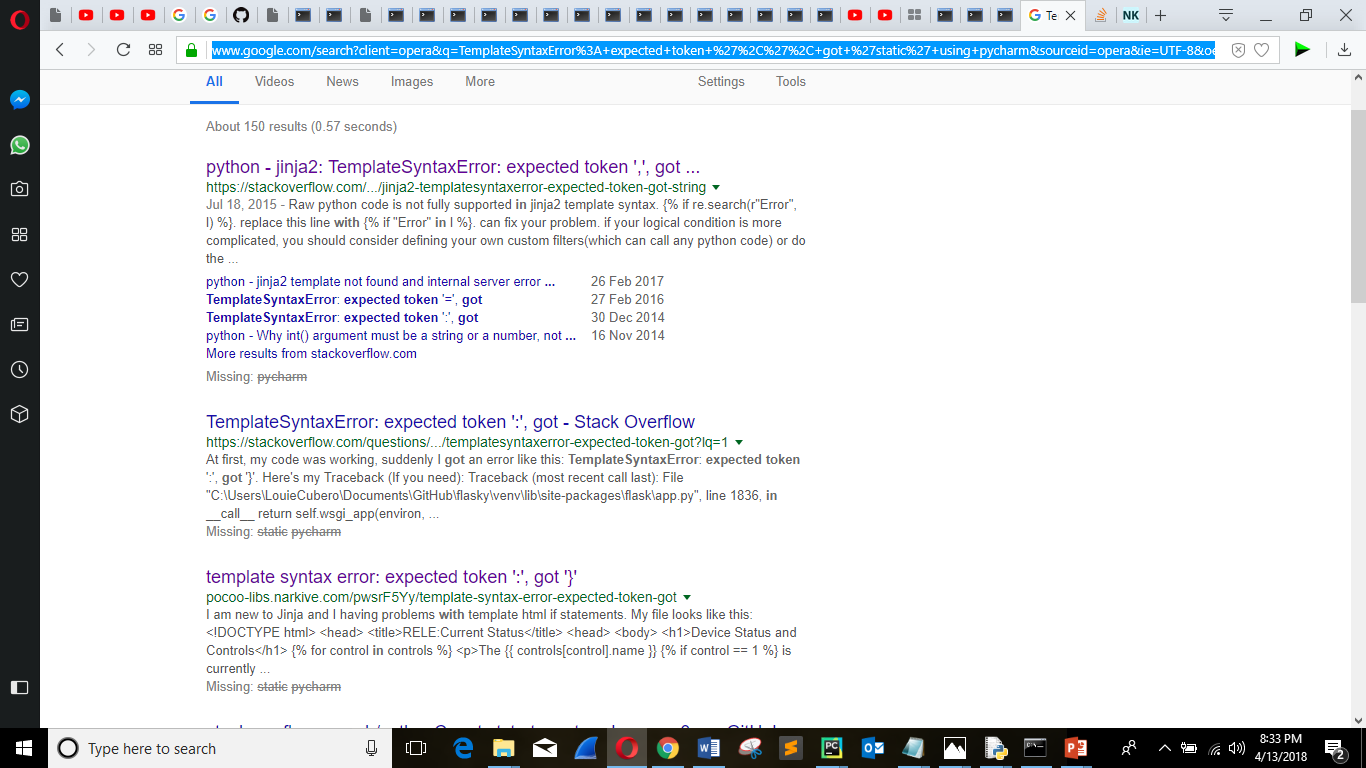 Te
NK
www.google.com/search?client=opera&q=TemplateSyntaxError%3A+expected+token+%27%2C%27%2C+got+%27static%27+using+pycharm&sourceid=opera&ie=UTF-8&oe
All Videos News Images More Settings Tools
About 150 results (0.57 seconds)
python - jinja2: TemplateSyntaxError: expected token ',', got ...
https://stackoverflow.com/.../jinja2-templatesyntaxerror-expected-token-got-string
Jul 18, 2015 - Raw python code is not fully supported in jinja2 template syntax. {% if re.search(r"Error",
l) %}. replace this line with {% if "Error" in l %}. can fix your problem. if your logical condition is more
complicated, you should consider defining your own custom filters(which can call any python code) or do
the ...
python - jinja2 template not found and internal server error ... 26 Feb 2017
TemplateSyntaxError: expected token '=', got 27 Feb 2016
TemplateSyntaxError: expected token ':', got 30 Dec 2014
python - Why int() argument must be a string or a number, not ... 16 Nov 2014
More results from stackoverflow.com
Missing: pycharm
TemplateSyntaxError: expected token ':', got - Stack Overflow
https://stackoverflow.com/questions/.../templatesyntaxerror-expected-token-got?lq=1
At first, my code was working, suddenly I got an error like this: TemplateSyntaxError: expected token
':', got '}'. Here's my Traceback (If you need): Traceback (most recent call last): File
"C:\Users\LouieCubero\Documents\GitHub\flasky\venv\lib\site-packages\flask\app.py", line 1836, in
__call__ return self.wsgi_app(environ, ...
Missing: static pycharm
template syntax error: expected token ':', got '}'
pocoo-libs.narkive.com/pwsrF5Yy/template-syntax-error-expected-token-got
I am new to Jinja and I having problems with template html if statements. My file looks like this:
<!DOCTYPE html> <head> <title>RELE:Current Status</title> <head> <body> <h1>Device Status and
Controls</h1> {% for control in controls %} <p>The {{ controls[control].name }} {% if control == 1 %} is
currently ...
Missing: static pycharm
Type here to search
8:33 PM
4/13/2018
2